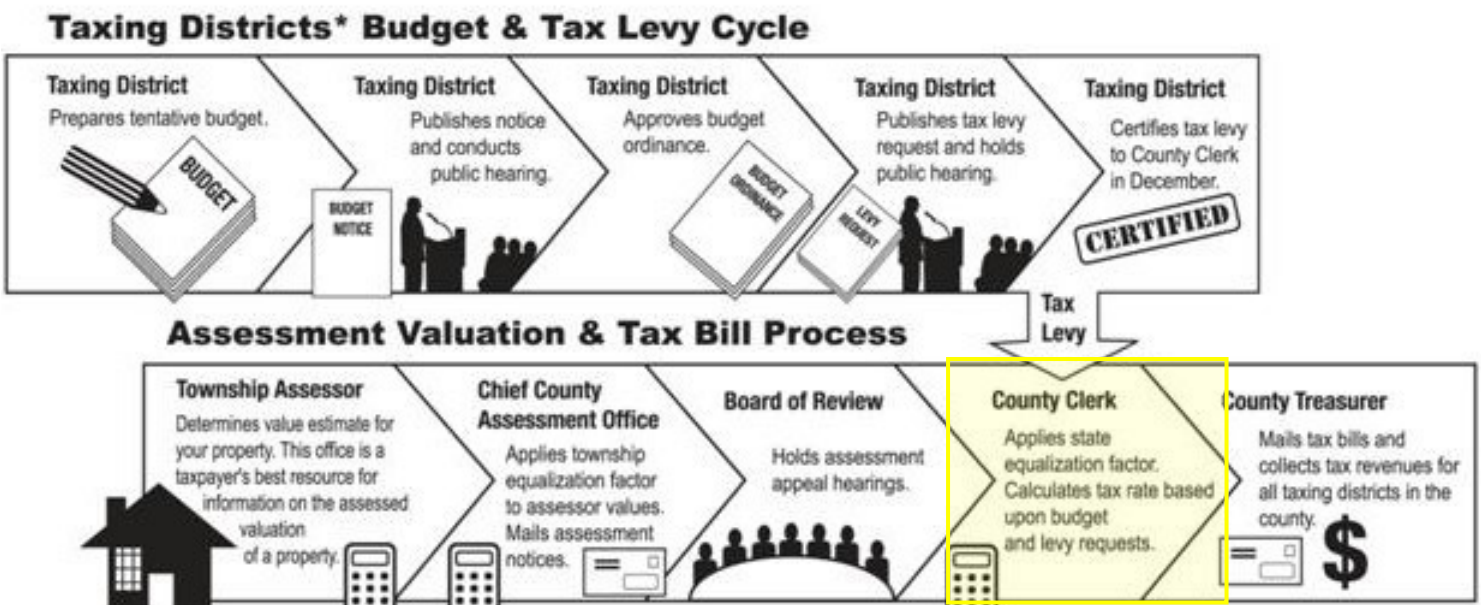 Taxing Districts* Budget & Tax Levy Cycle
Taxing District
Prepares tentative budget.
BUDGET
Taxing District
Publishes notice
and conducts
public hearing.
BUDGET
NOTICE
Taxing District
Approves budget
ordinance.
BUDGET
ORDINANCE
Taxing District
Publishes tax levy
request and holds
public hearing.
LEVY
REQUEST
Taxing District
Certifies tax levy
to County Clerk
in December.
CERTIFIED
Tax
Levy
Assessment Valuation & Tax Bill Process
Township Assessor
Determines value estimate for
your property. This office is a
taxpayer's best resource for
information on the assessed
valuation
of a property.
Chief County
Assessment Office
Applies township
equalization factor
to assessor values.
Mails assessment
notices.
Board of Review
Holds assessment
appeal hearings.
County Clerk
Applies state
equalization factor.
Calculates tax rate based
upon budget
and levy requests.
County Treasurer
Mails tax bills and
collects tax revenues for
all taxing districts in the
county.
$